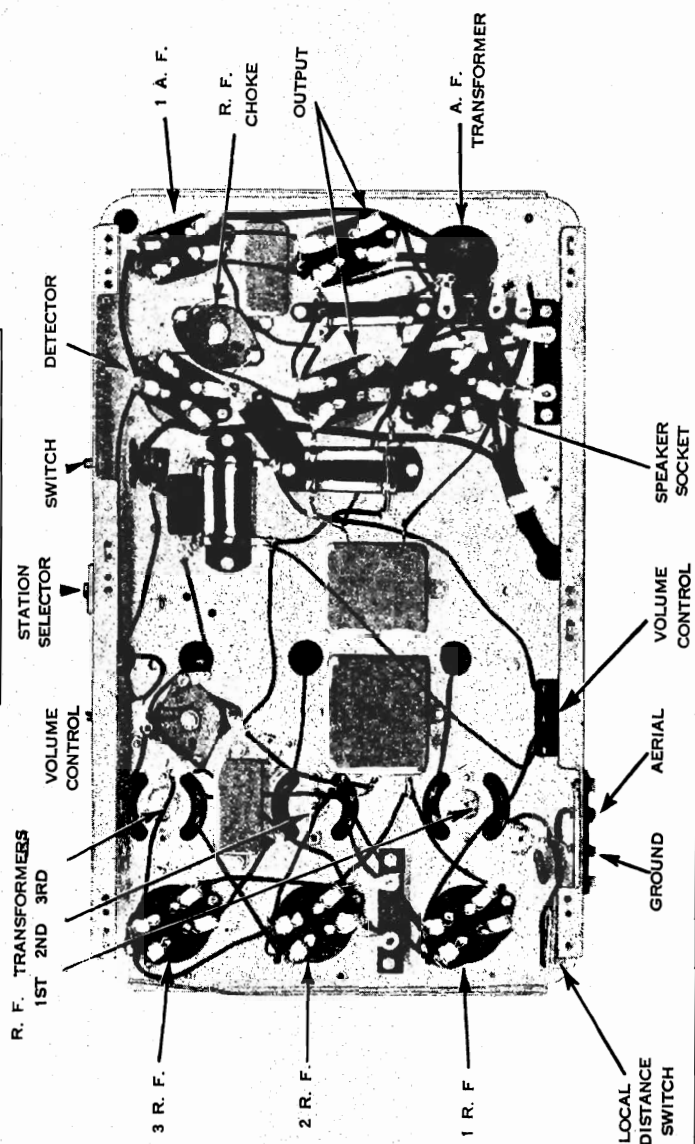 R. F. TRANSFORMERS
1ST 2ND 3RD
VOLUME
CONTROL
STATION
SELECTOR
SWITCH
DETECTOR
3 R. F.
2 R. F.
1 R F
1 A. F.
R. F.
CHOKE
OUTPUT
A. F.
TRANSFORMER
LOCAL
DISTANCE
SWITCH
GROUND
AERIAL
VOLUME
CONTROL
SPEAKER
SOCKET